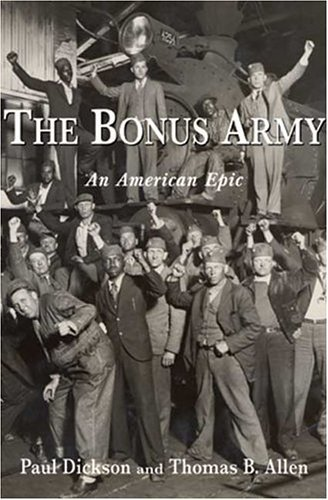 THE BONUS ARMY
An American Epic
Paul Dickson and Thomas B. Allen